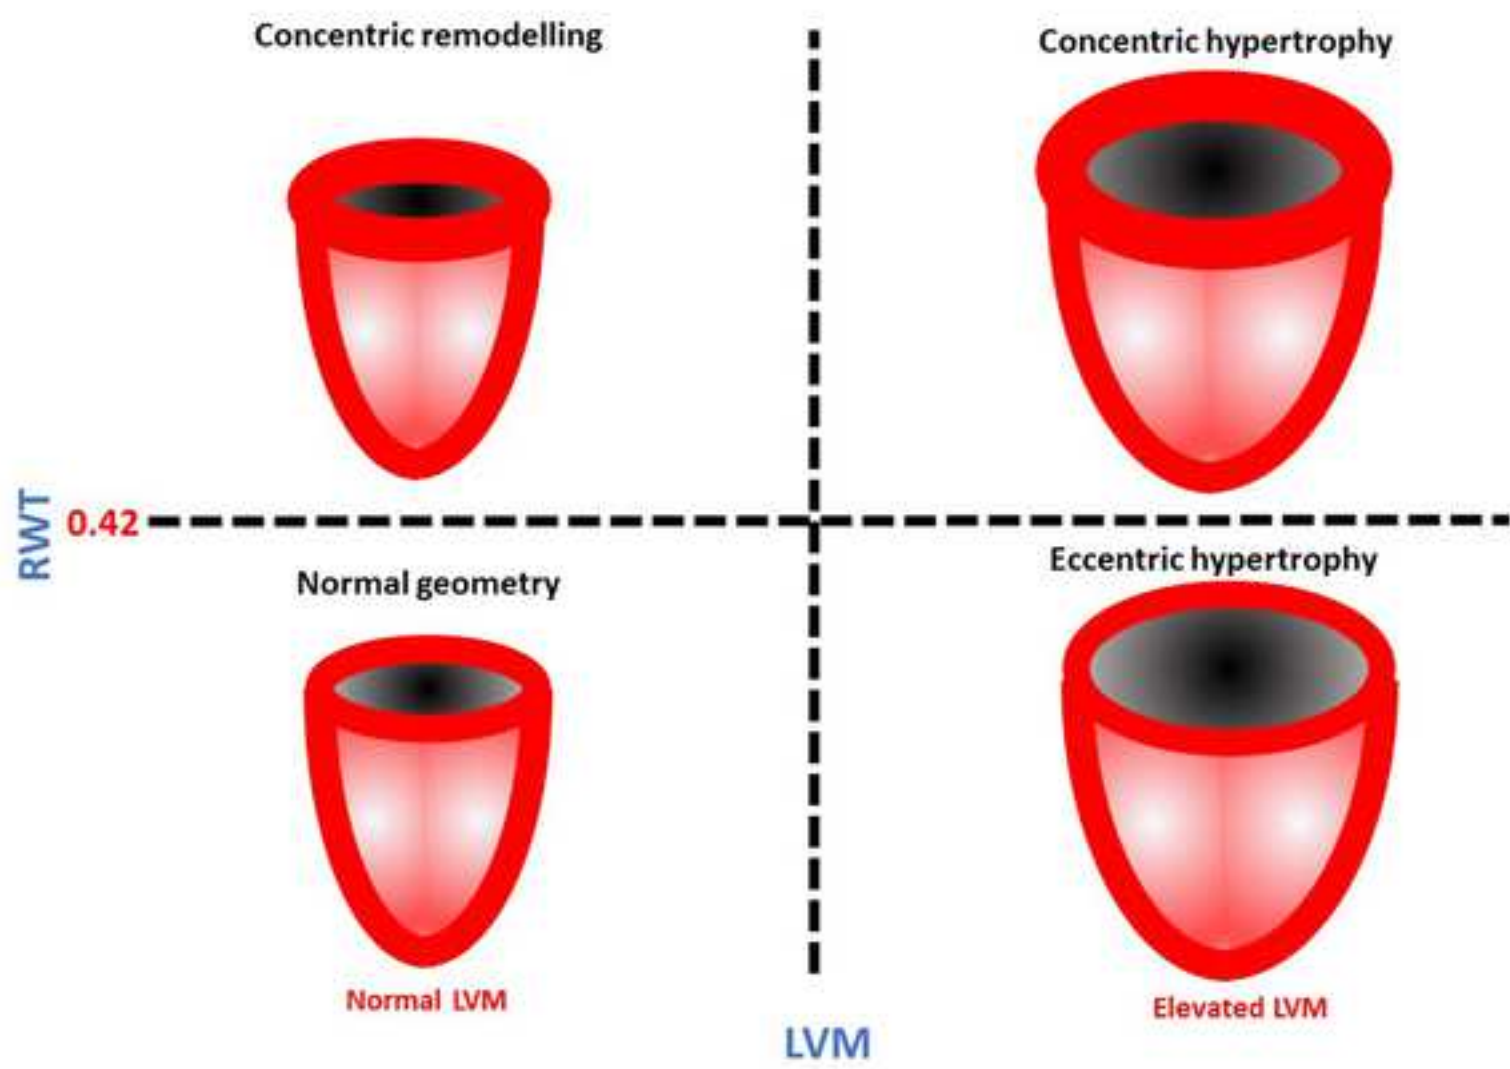 Concentric remodelling
Concentric hypertrophy
RWT
0.42
Normal geometry
Eccentric hypertrophy
Normal LVM
Elevated LVM
LVM